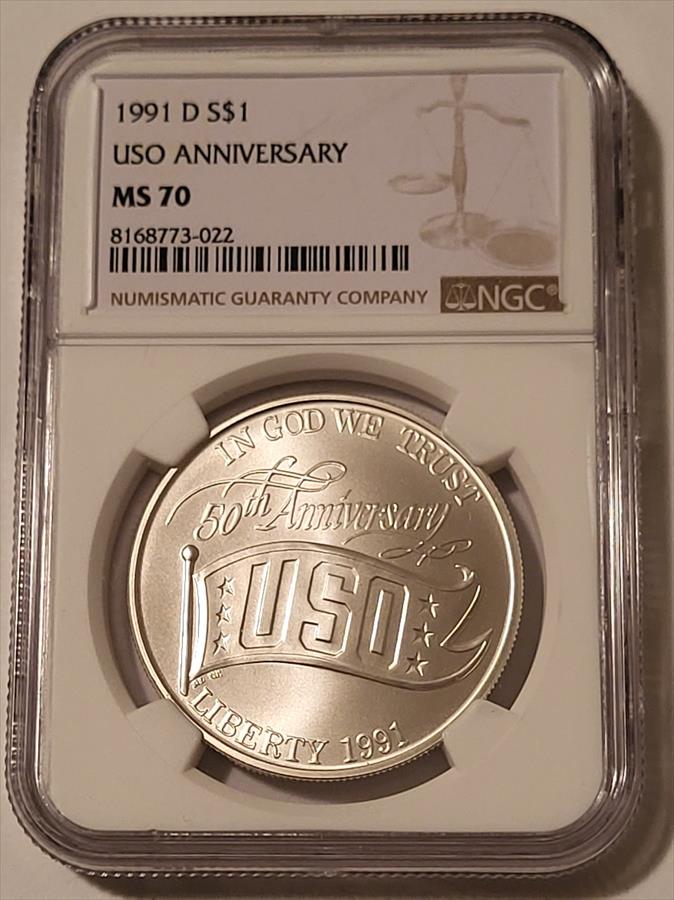 1991 D S$1
USO ANNIVERSARY
MS 70
8168773-022
NUMISMATIC GUARANTY COMPANY
NGC®
IN GOD WE TRUST
50th Anniversary
USO
LIBERTY 1991